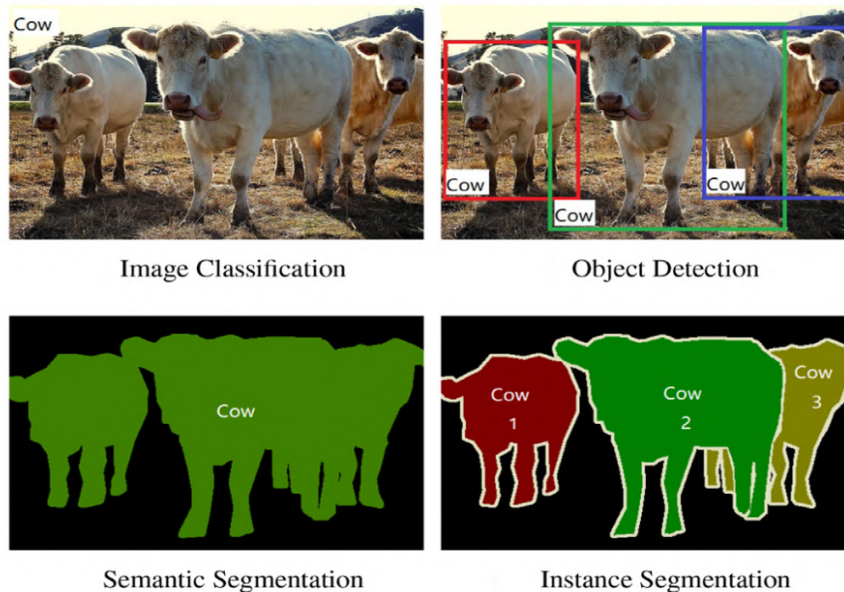 Cow
Cow
Cow
Cow
Image Classification
Object Detection
Cow
Cow
1
Cow
2
Cow
3
Semantic Segmentation
Instance Segmentation